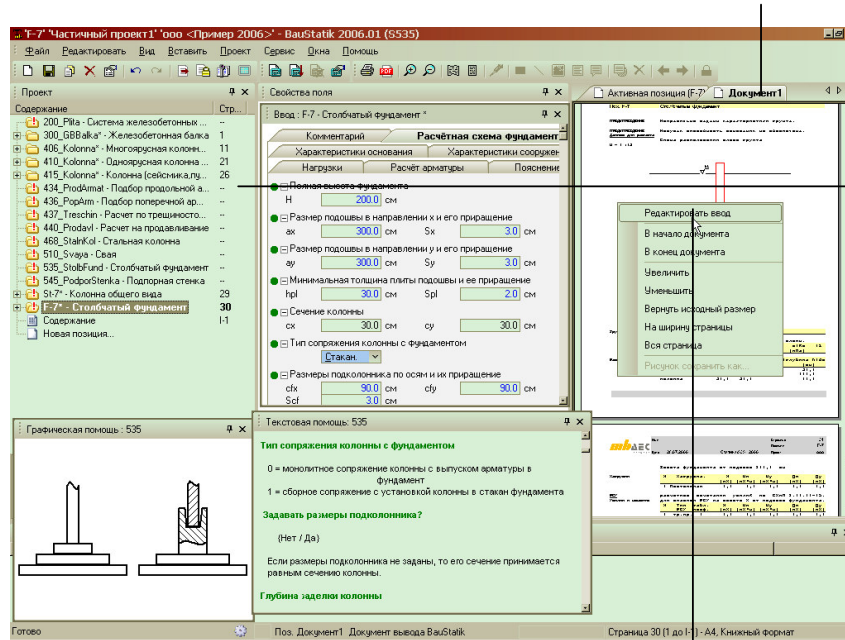 'F-7' 'Частичный проект1' 'ооо <Пример 2006>' - BauStatik 2006.01 (S535)
Файл Редактировать Вид Вставить Проект Сервис Окна Помощь
Проект
Содержание Стр...
200_Plita - Система железобетонных ... --
300_GBBalka* - Железобетонная балка 1
406_Kolonna* - Многоярусная колонн... 11
410_Kolonna* - Одноярусная колонна ... 21
415_Kolonna* - Колонна (сейсмика,пу... 26
434_ProdArmat - Подбор продольной а... --
436_PopArm - Подбор поперечной ар... --
437_Treschin - Расчет по трещиносто... --
440_Prodavl - Расчет на продавливание --
468_StalnKol - Стальная колонна --
510_Svaya - Свая --
535_StolbFund - Столбчатый фундамент --
545_PodporStenka - Подпорная стенка --
St-7* - Колонна общего вида 29
F-7* - Столбчатый фундамент 30
Содержание I-1
Новая позиция...
Свойства поля
Ввод : F-7 - Столбчатый фундамент *
Комментарий Расчётная схема фундамент
Характеристики основания Характеристики сооружен
Нагрузки Расчёт арматуры Пояснение
Полная высота фундамента
H 200.0 см
Размер подошвы в направлении x и его приращение
ax 300.0 см Sx 3.0 см
Размер подошвы в направлении y и его приращение
ay 300.0 см Sy 3.0 см
Минимальная толщина плиты подошвы и ее приращение
hpl 30.0 см Spl 2.0 см
Сечение колонны
cx 30.0 см cy 30.0 см
Тип сопряжения колонны с фундаментом
Стакан.
Размеры подколонника по осям и их приращение
cfx 90.0 см cfy 90.0 см
Scf 3.0 см
Активная позиция (F-7' Документ1
Редактировать ввод
В начало документа
В конец документа
Увеличить
Уменьшить
Вернуть исходный размер
На ширину страницы
Вся страница
Рисунок сохранить как...
mb AEC
Графическая помощь : 535
Текстовая помощь: 535
Тип сопряжения колонны с фундаментом
0 = монолитное сопряжение колонны с выпуском арматуры в
фундамент
1 = сборное сопряжение с установкой колонны в стакан фундамента
Задавать размеры подколонника?
{Нет / Да}
Если размеры подколонника не заданы, то его сечение принимается
равным сечению колонны.
Глубина заделки колонны
Готово
Поз. Документ1 Документ вывода BauStatik
Страница 30 (1 до I-1) - A4, Книжный формат